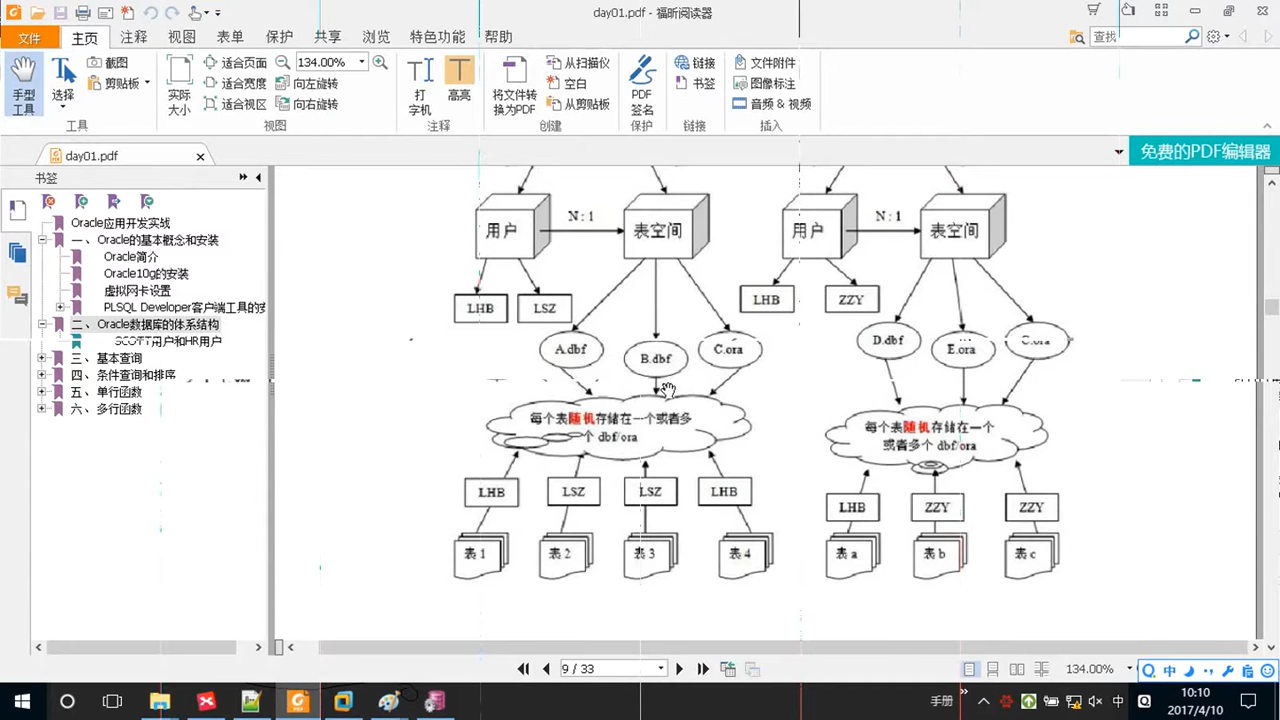 day01.pdf - 福昕阅读器
文件 主页 注释 视图 表单 保护 共享 浏览 特色功能 帮助
查找
手型工具
选择
截图
剪贴板
实际大小
适合页面
适合宽度
适合视区
134.00%
向左旋转
向右旋转
打字机
高亮
将文件转换为PDF
从扫描仪
空白
从剪贴板
PDF签名
链接
书签
文件附件
图像标注
音频 & 视频
工具 视图 注释 创建 保护 链接 插入
day01.pdf
免费的PDF编辑器
书签
Oracle应用开发实战
一、Oracle的基本概念和安装
Oracle简介
Oracle10g的安装
虚拟网卡设置
PLSQL Developer客户端工具的安
二、Oracle数据库的体系结构
SCOTT用户和HR用户
三、基本查询
四、条件查询和排序
五、单行函数
六、多行函数
用户 N : 1 表空间 用户 N : 1 表空间
LHB LSZ LHB ZZY
A.dbf B.dbf C.ora D.dbf E.ora
每个表随机存储在一个或者多
个 dbf/ora
每个表随机存储在一个
或者多个 dbf/ora
LHB LSZ LSZ LHB LHB ZZY ZZY
表1 表2 表3 表4 表a 表b 表c
9 / 33
134.00%
中
手册
中
10:10
2017/4/10